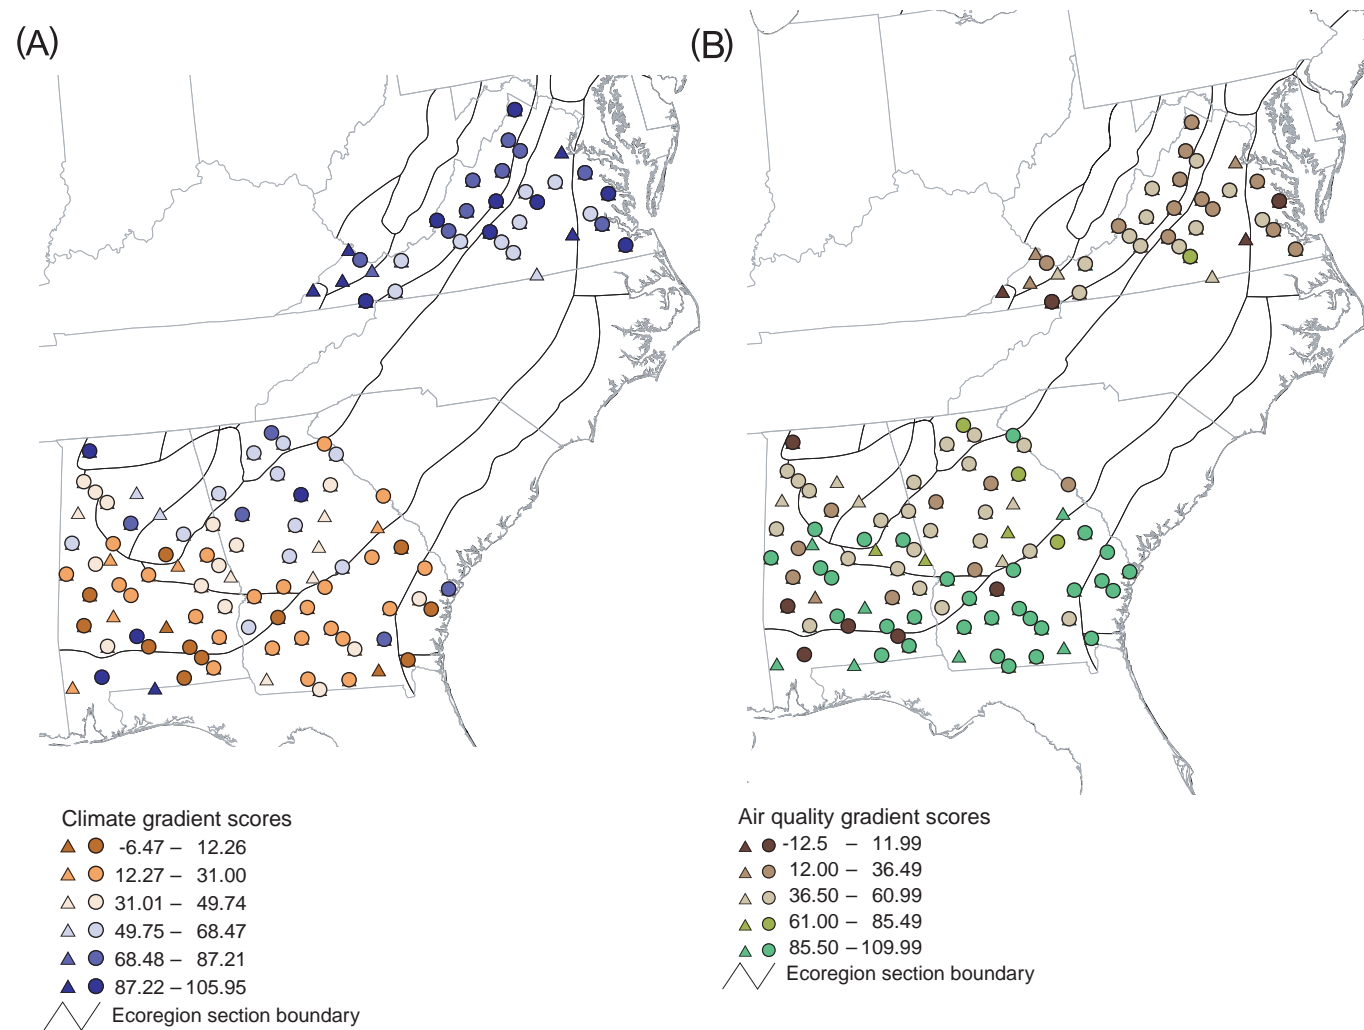 (A)
(B)
Climate gradient scores
-6.47 – 12.26
12.27 – 31.00
31.01 – 49.74
49.75 – 68.47
68.48 – 87.21
87.22 – 105.95
Ecoregion section boundary
Air quality gradient scores
-12.5 – 11.99
12.00 – 36.49
36.50 – 60.99
61.00 – 85.49
85.50 – 109.99
Ecoregion section boundary